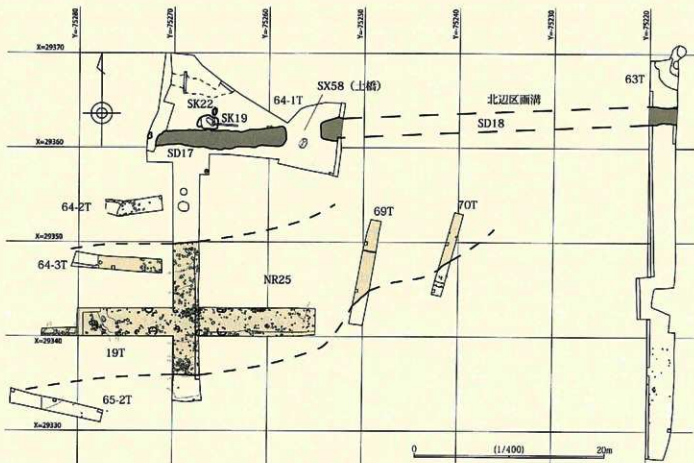 Y=-75280
Y=-75270
Y=-75260
Y=-75250
Y=-75240
Y=-75230
Y=-75220
X=29370
63T
SX58（土橋）
64-1T
SK22
SK19
北辺区画溝
SD18
X=29360
SD17
64-2T
69T
70T
X=29350
64-3T
NR25
X=29340
19T
65-2T
X=29330
0 (1/400) 20m